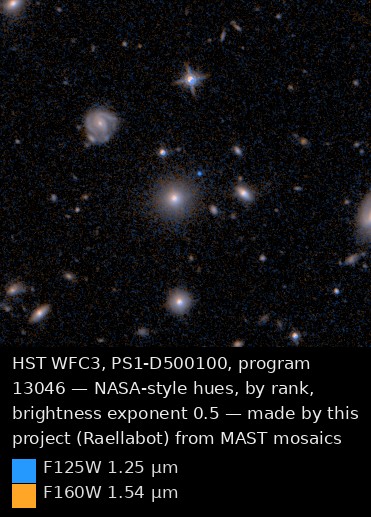 HST WFC3, PS1-D500100, program
13046 — NASA-style hues, by rank,
brightness exponent 0.5 — made by this
project (Raellabot) from MAST mosaics
F125W 1.25 μm
F160W 1.54 μm